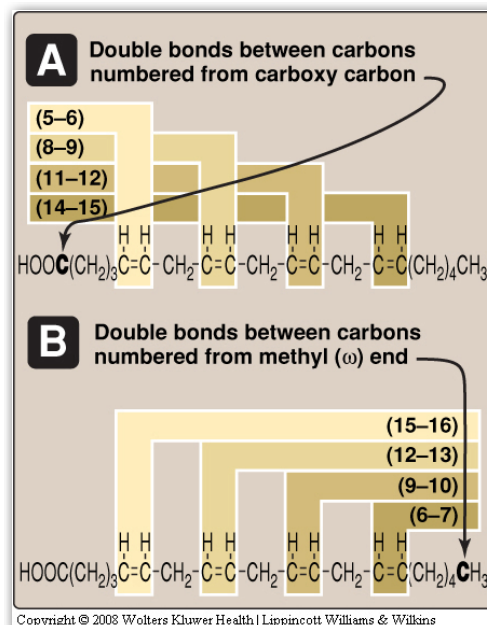 A
Double bonds between carbons
numbered from carboxy carbon
(5–6)
(8–9)
(11–12)
(14–15)
H H H H H H H H
HOOC(CH₂)₃C=C-CH₂-C=C-CH₂-C=C-CH₂-C=C(CH₂)₄CH₃
B
Double bonds between carbons
numbered from methyl (ω) end
(15–16)
(12–13)
(9–10)
(6–7)
H H H H H H H H
HOOC(CH₂)₃C=C-CH₂-C=C-CH₂-C=C-CH₂-C=C(CH₂)₄CH₃
Copyright © 2008 Wolters Kluwer Health | Lippincott Williams & Wilkins